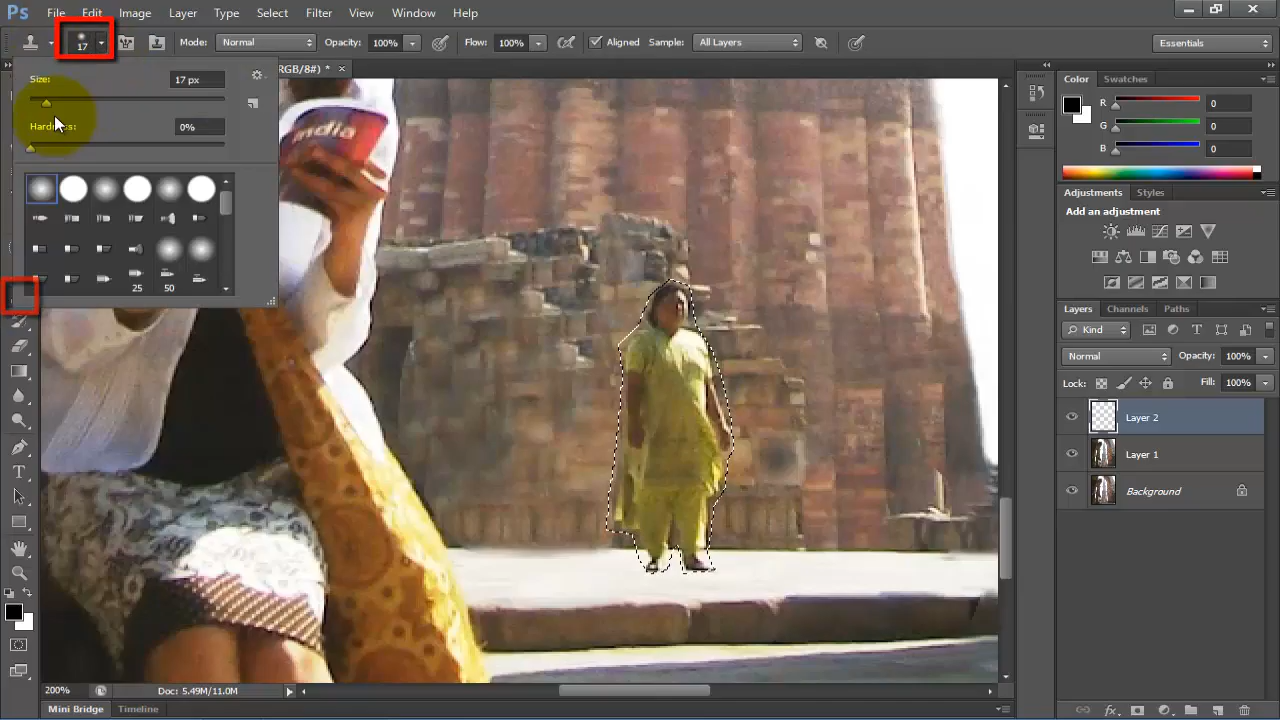 Ps File Edit Image Layer Type Select Filter View Window Help
17 Mode: Normal Opacity: 100% Flow: 100% Aligned Sample: All Layers Essentials
RGB/8#) * ×
Size: 17 px
Hardness: 0%
25 50
india
Color Swatches
R 0
G 0
B 0
Adjustments Styles
Add an adjustment
Layers Channels Paths
Kind
Normal Opacity: 100%
Lock: Fill: 100%
Layer 2
Layer 1
Background
200% Doc: 5.49M/11.0M
Mini Bridge Timeline